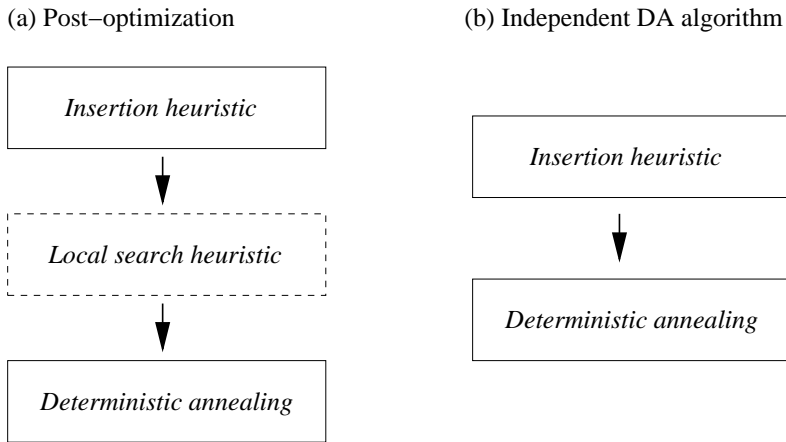 (a) Post−optimization
Insertion heuristic
Local search heuristic
Deterministic annealing
(b) Independent DA algorithm
Insertion heuristic
Deterministic annealing